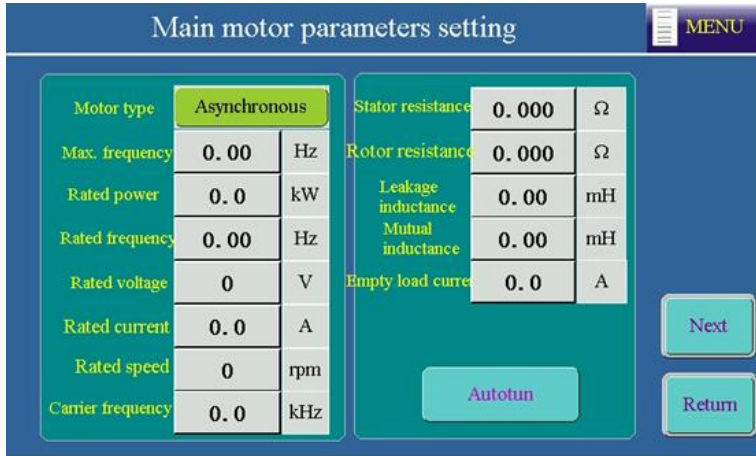 Main motor parameters setting
MENU
Motor type Asynchronous
Max. frequency 0.00 Hz
Rated power 0.0 kW
Rated frequency 0.00 Hz
Rated voltage 0 V
Rated current 0.0 A
Rated speed 0 rpm
Carrier frequency 0.0 kHz
Stator resistance 0.000 Ω
Rotor resistance 0.000 Ω
Leakage
inductance 0.00 mH
Mutual
inductance 0.00 mH
Empty load curre 0.0 A
Autotun
Next
Return